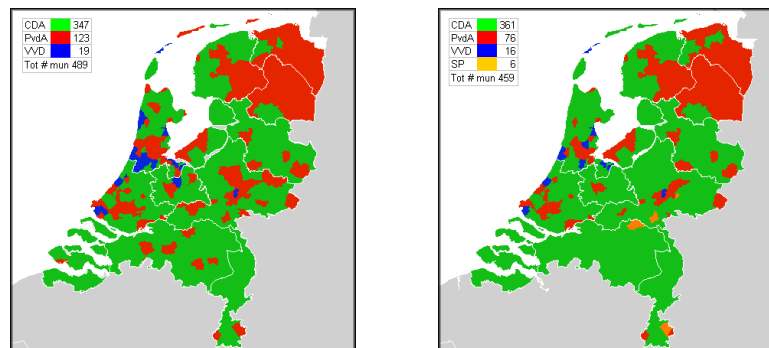 CDA 347
PvdA 123
VVD 19
Tot # mun 489
CDA 361
PvdA 76
VVD 16
SP 6
Tot # mun 459